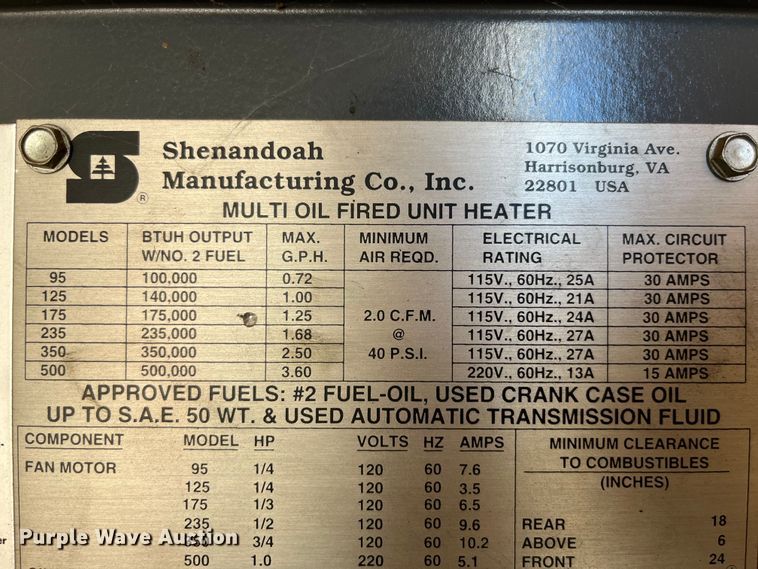 Shenandoah
Manufacturing Co., Inc.
1070 Virginia Ave.
Harrisonburg, VA
22801 USA
®
MULTI OIL FIRED UNIT HEATER
MODELS BTUH OUTPUT W/NO. 2 FUEL MAX. G.P.H. MINIMUM AIR REQD. ELECTRICAL RATING MAX. CIRCUIT PROTECTOR
95 100,000 0.72 115V., 60Hz., 25A 30 AMPS
125 140,000 1.00 115V., 60Hz., 21A 30 AMPS
175 175,000 1.25 2.0 C.F.M. 115V., 60Hz., 24A 30 AMPS
235 235,000 1.68 @ 115V., 60Hz., 27A 30 AMPS
350 350,000 2.50 40 P.S.I. 115V., 60Hz., 27A 30 AMPS
500 500,000 3.60 220V., 60Hz., 13A 15 AMPS
APPROVED FUELS: #2 FUEL-OIL, USED CRANK CASE OIL
UP TO S.A.E. 50 WT. & USED AUTOMATIC TRANSMISSION FLUID
COMPONENT MODEL HP VOLTS HZ AMPS
FAN MOTOR 95 1/4 120 60 7.6
125 1/4 120 60 3.5
175 1/3 120 60 6.5
235 1/2 120 60 9.6
350 3/4 120 60 10.2
500 1.0 220 60 5.1
MINIMUM CLEARANCE
TO COMBUSTIBLES
(INCHES)
REAR 18
ABOVE 6
FRONT 24
Purple Wave Auction